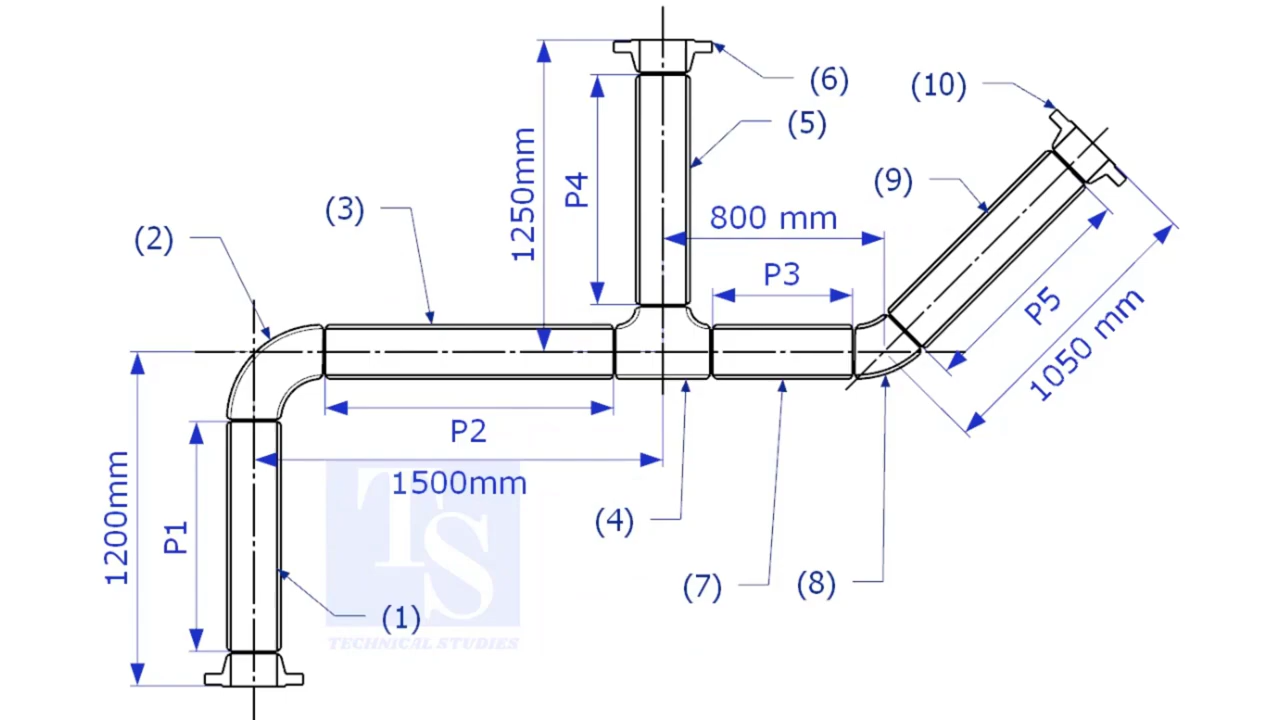 (6)
(10)
(5)
1250mm
P4
(9)
(3)
800 mm
(2)
P3
P5
1050 mm
P2
1500mm
1200mm
P1
(4)
(7)
(8)
(1)
TS
TECHNICAL STUDIES